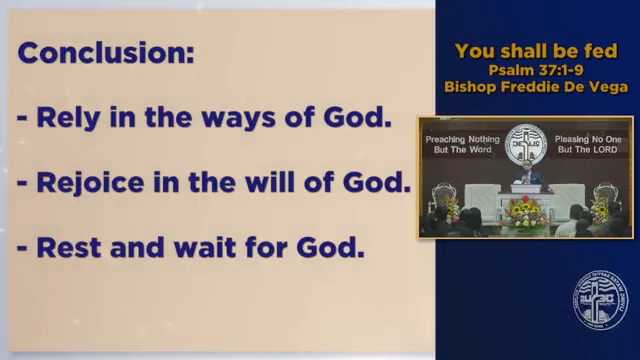 Conclusion:
- Rely in the ways of God.
- Rejoice in the will of God.
- Rest and wait for God.
You shall be fed
Psalm 37:1-9
Bishop Freddie De Vega
Preaching Nothing
But The Word
Pleasing No One
But The LORD